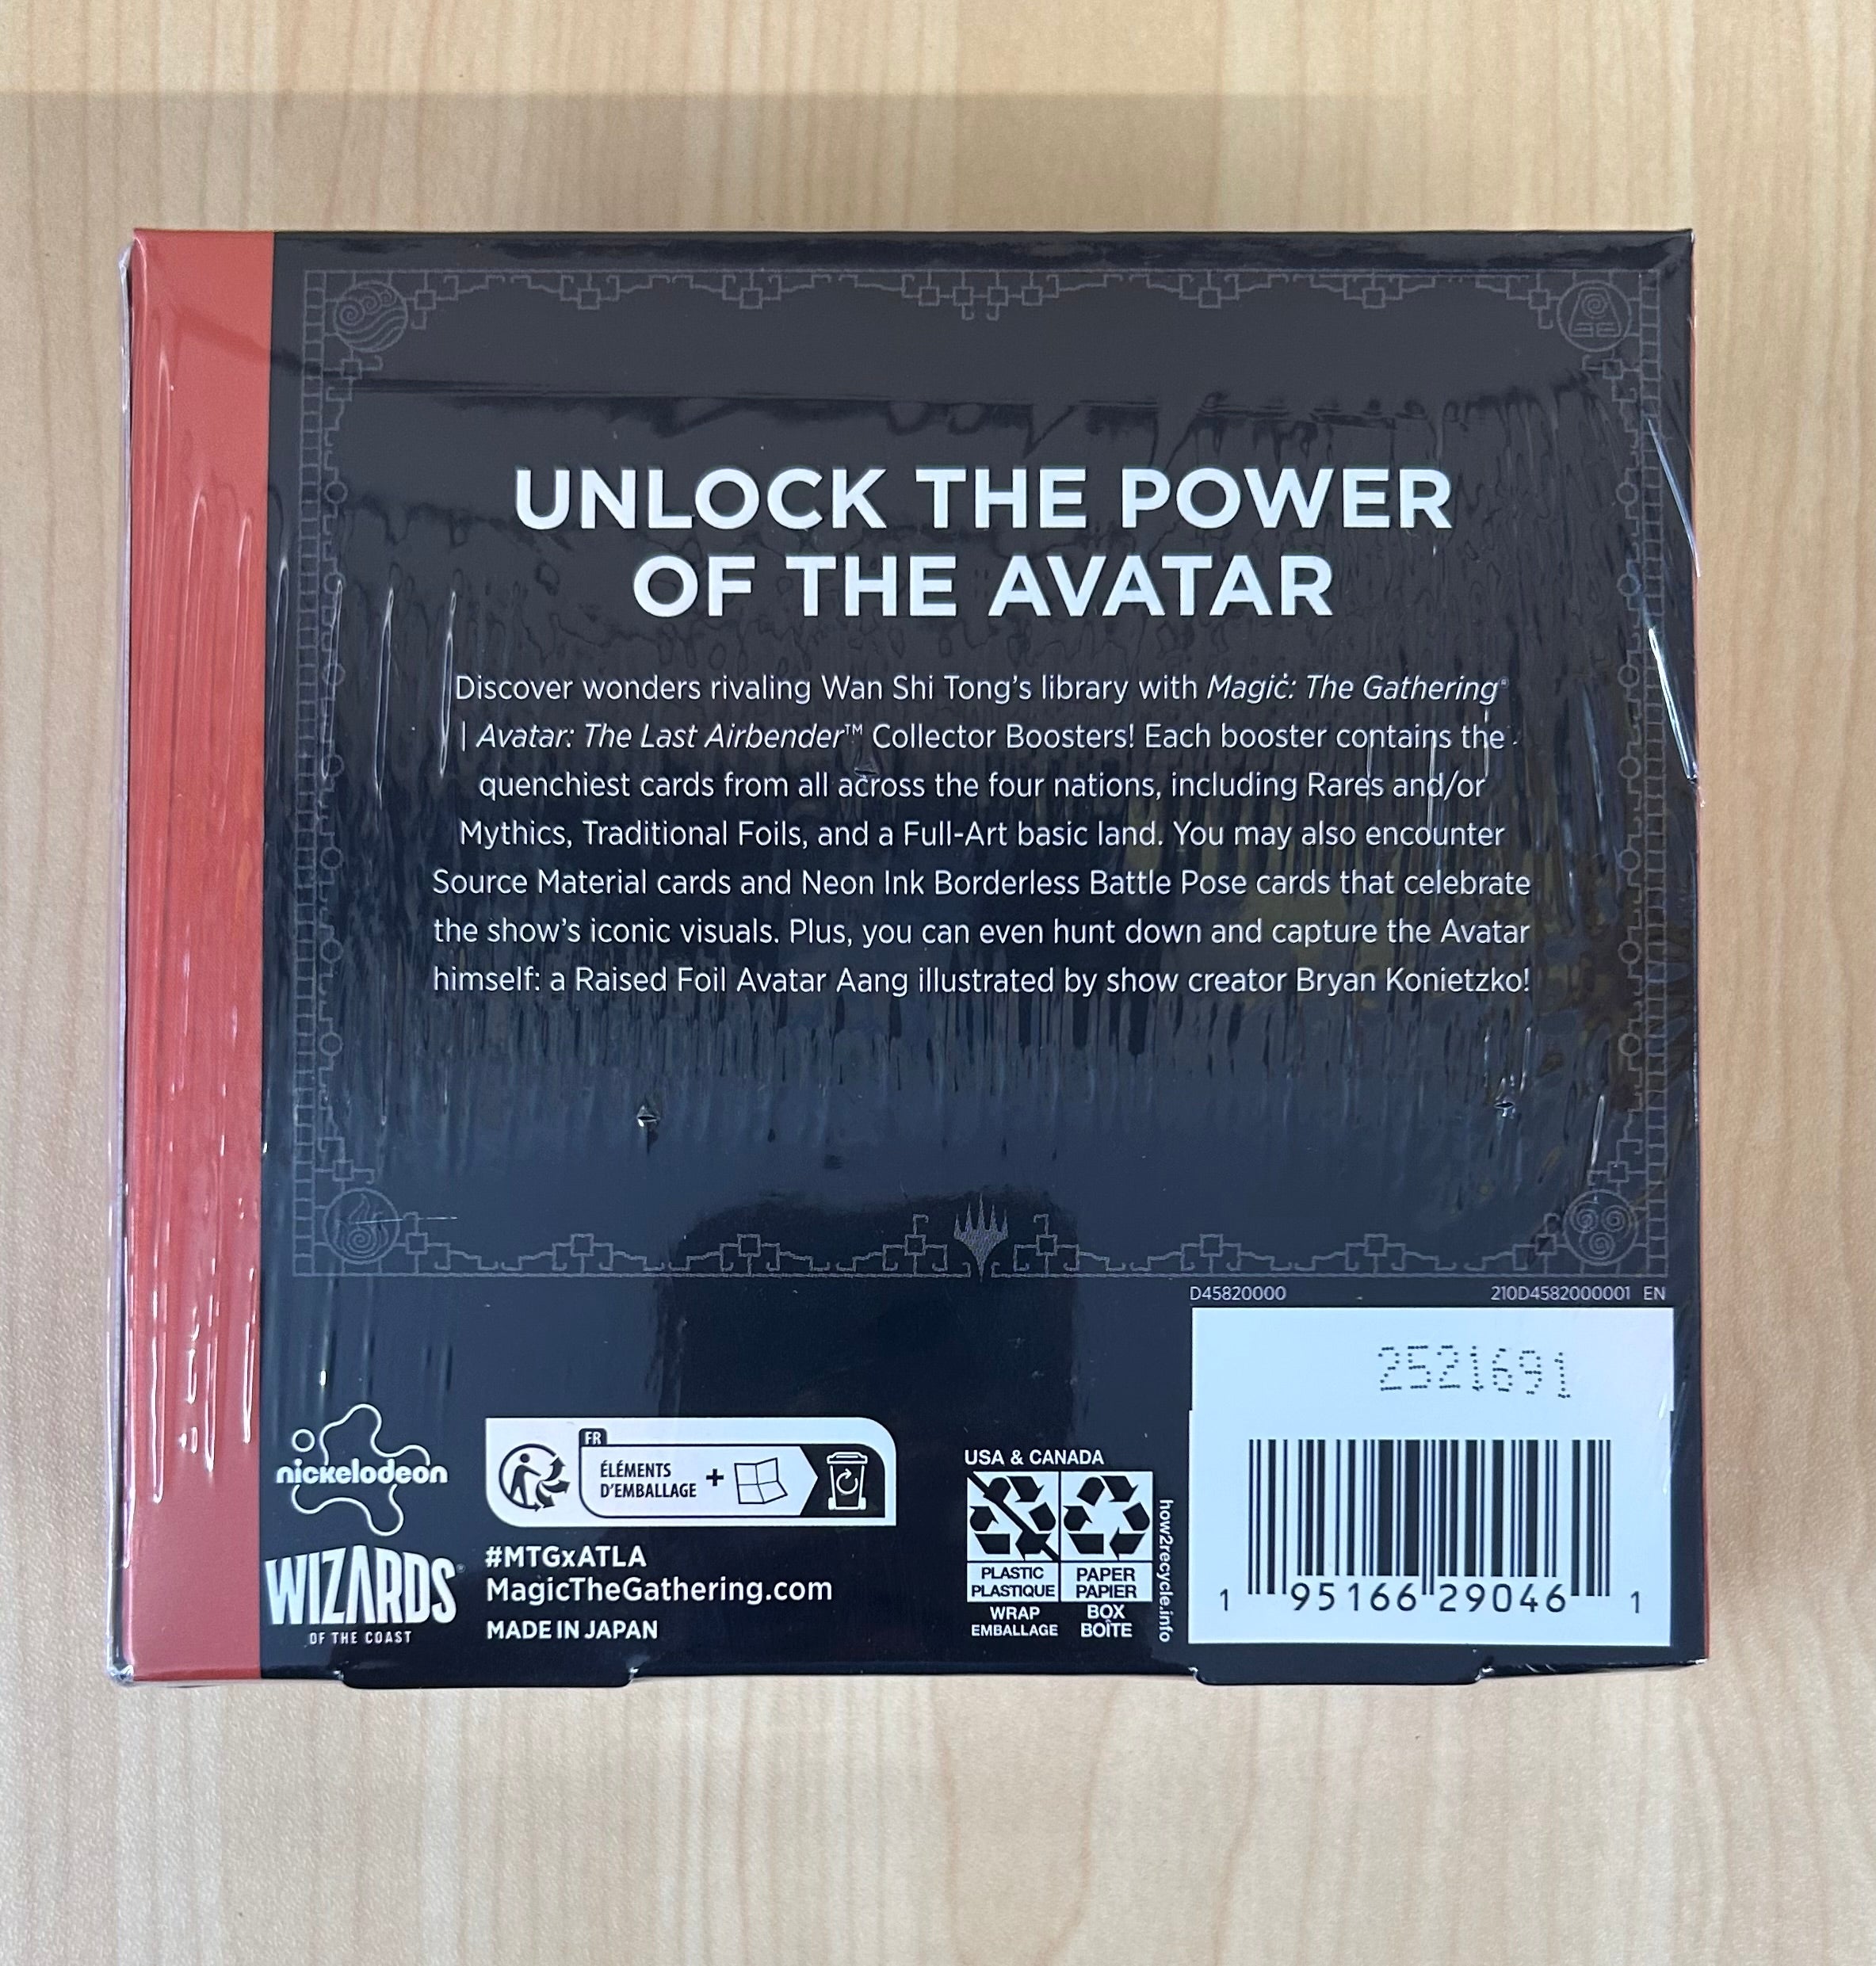 UNLOCK THE POWER
OF THE AVATAR
Discover wonders rivaling Wan Shi Tong's library with Magic: The Gathering®
| Avatar: The Last Airbender™ Collector Boosters! Each booster contains the
quenchiest cards from all across the four nations, including Rares and/or
Mythics, Traditional Foils, and a Full-Art basic land. You may also encounter
Source Material cards and Neon Ink Borderless Battle Pose cards that celebrate
the show's iconic visuals. Plus, you can even hunt down and capture the Avatar
himself: a Raised Foil Avatar Aang illustrated by show creator Bryan Konietzko!
D45820000
210D4582000001 EN
2521691
nickelodeon
WIZARDS®
OF THE COAST
FR
ÉLÉMENTS
D'EMBALLAGE +
#MTGxATLA
MagicTheGathering.com
MADE IN JAPAN
USA & CANADA
PLASTIC
PLASTIQUE
WRAP
EMBALLAGE
PAPER
PAPIER
BOX
BOÎTE
how2recycle.info
1 95166 29046 1